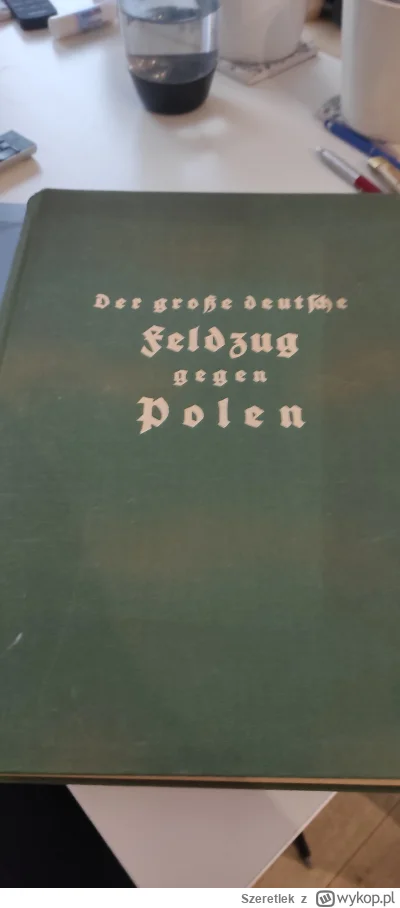 Der große deutsche
Feldzug
gegen
Polen
Szeretlek z wykop.pl